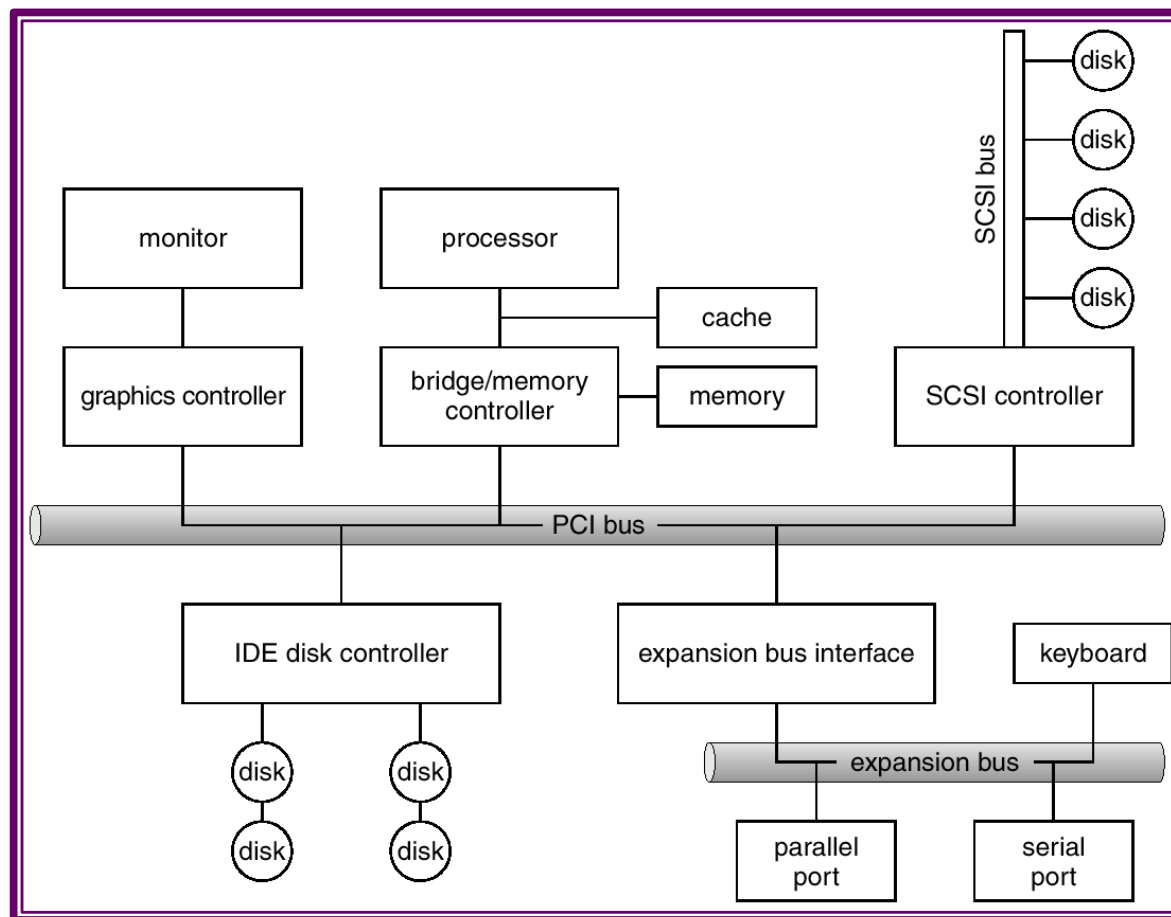 disk
disk
disk
disk
SCSI bus
monitor
processor
cache
graphics controller
bridge/memory
controller
memory
SCSI controller
PCI bus
IDE disk controller
expansion bus interface
keyboard
disk
disk
expansion bus
disk
disk
parallel
port
serial
port